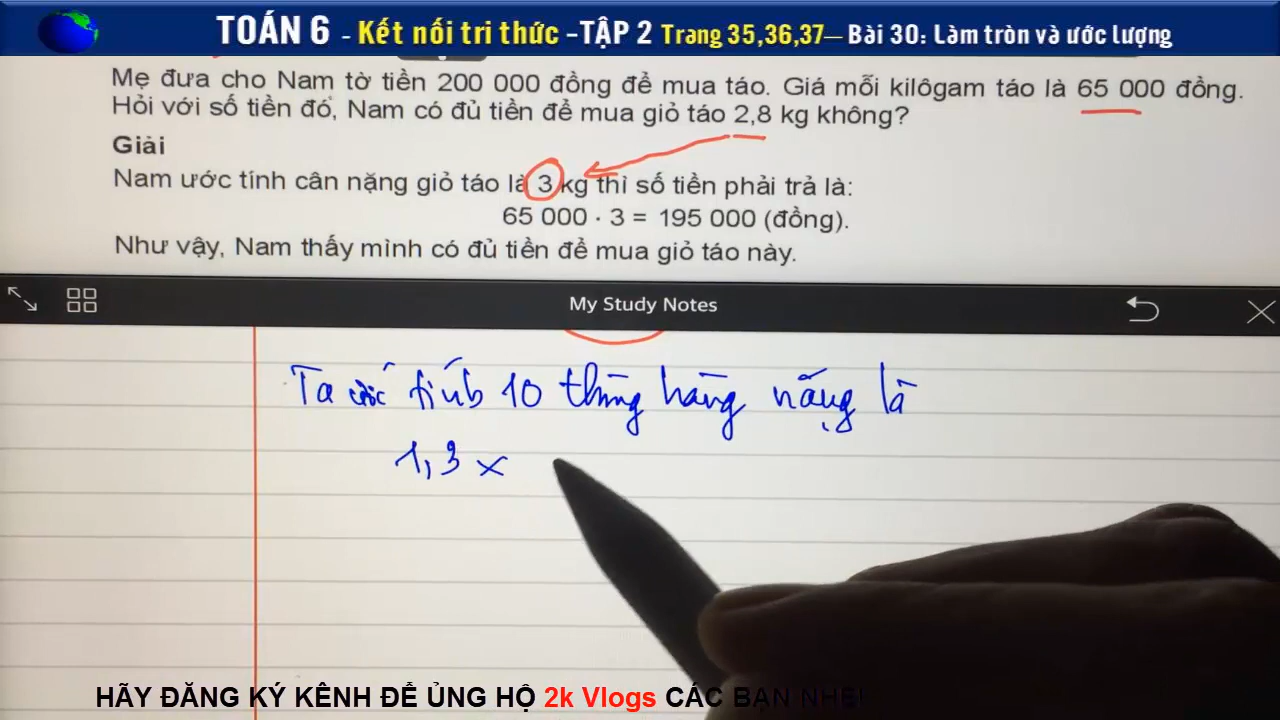 TOÁN 6 - Kết nối tri thức -TẬP 2 Trang 35,36,37– Bài 30: Làm tròn và ước lượng
Mẹ đưa cho Nam tờ tiền 200 000 đồng để mua táo. Giá mỗi kilôgam táo là 65 000 đồng.
Hỏi với số tiền đó, Nam có đủ tiền để mua giỏ táo 2,8 kg không?
Giải
Nam ước tính cân nặng giỏ táo là 3 kg thì số tiền phải trả là:
65 000 · 3 = 195 000 (đồng).
Như vậy, Nam thấy mình có đủ tiền để mua giỏ táo này.
My Study Notes
Ta ước tính 10 thùng hàng nặng là
1,3 x
HÃY ĐĂNG KÝ KÊNH ĐỂ ỦNG HỘ 2k Vlogs CÁC BẠN NHÉ!